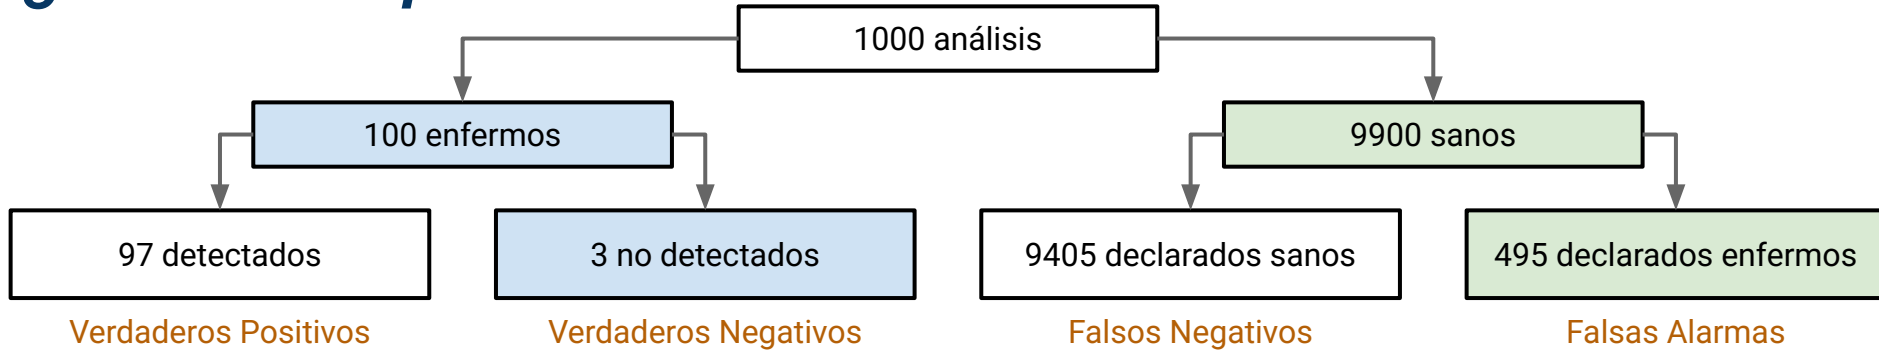 1000 análisis
100 enfermos
9900 sanos
97 detectados
3 no detectados
9405 declarados sanos
495 declarados enfermos
Verdaderos Positivos
Verdaderos Negativos
Falsos Negativos
Falsas Alarmas